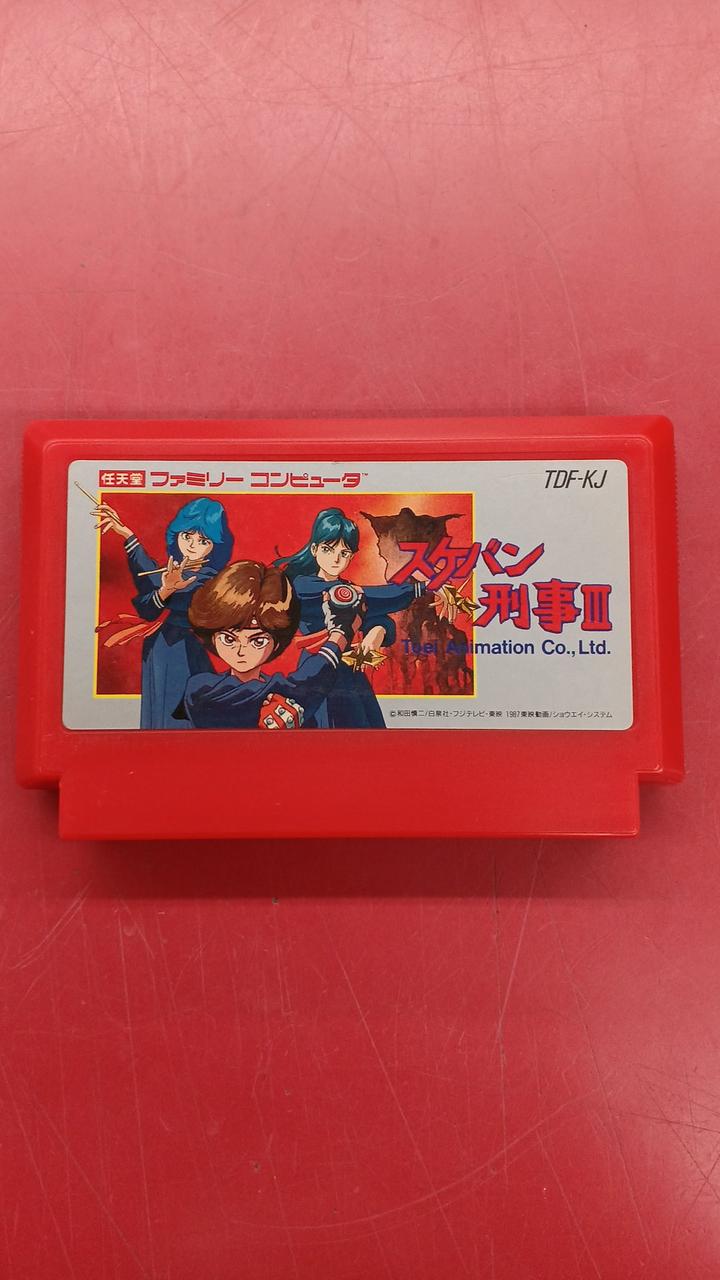 任天堂 ファミリー コンピュータ™
TDF-KJ
スケバン
刑事III
Toei Animation Co., Ltd.
©和田慎二/白泉社・フジテレビ・東映 1987東映動画/ショウエイ・システム